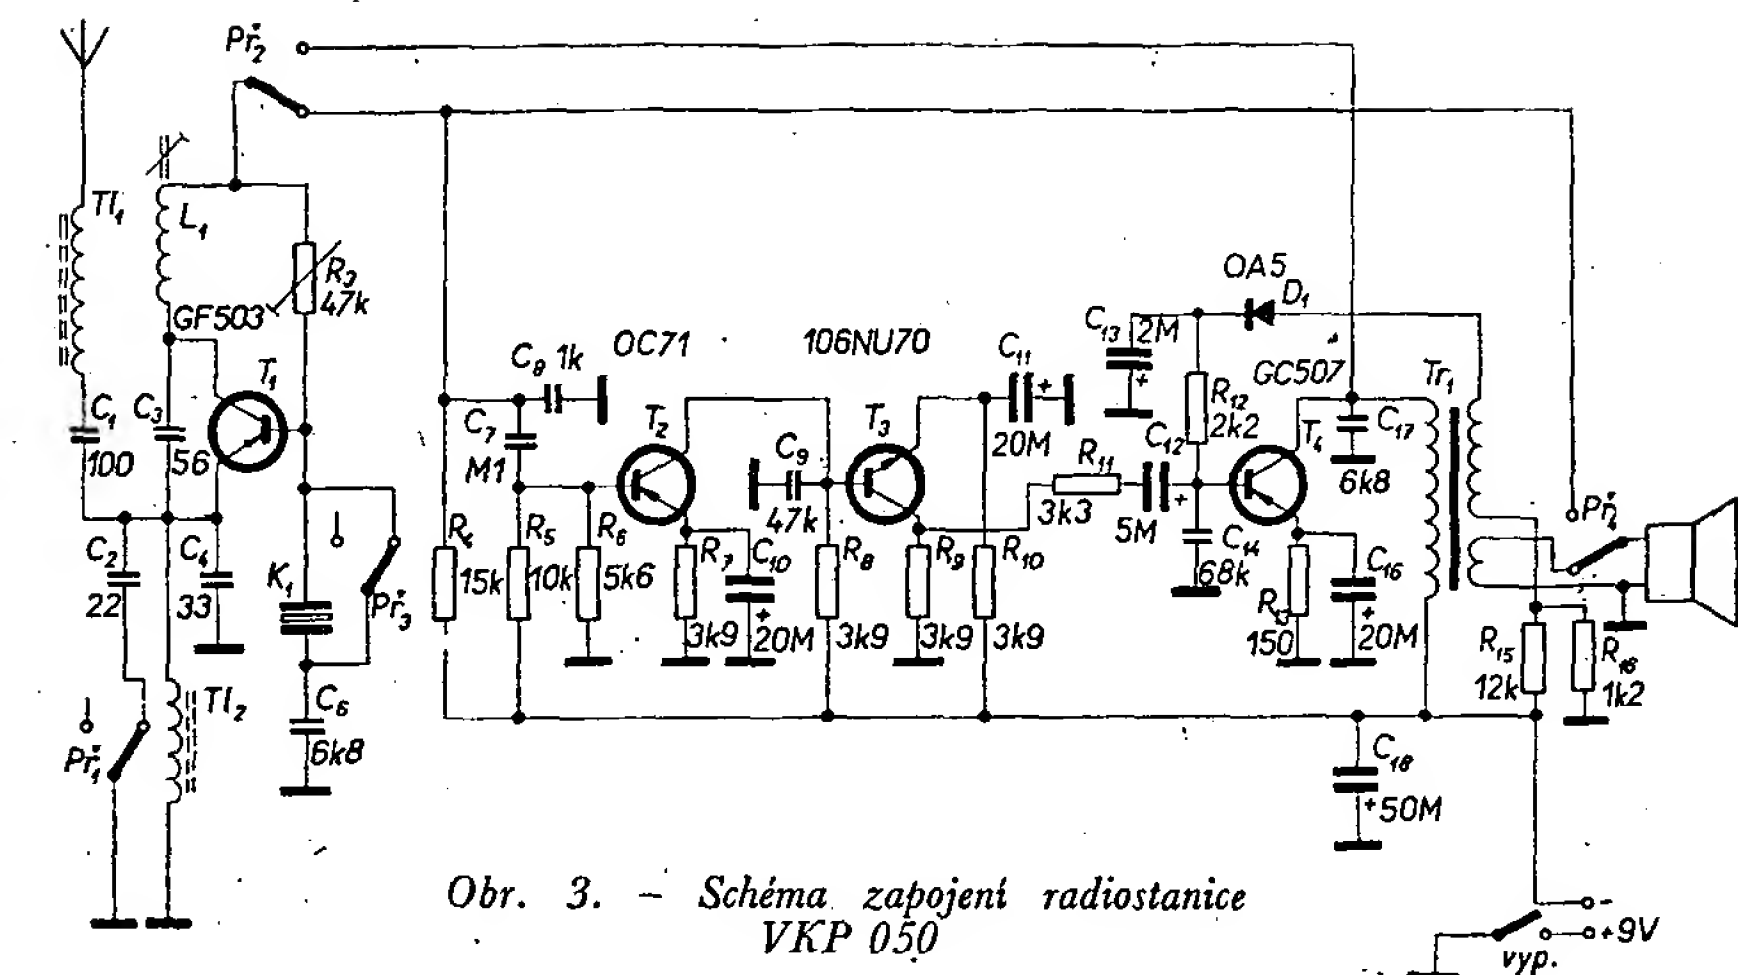 Př₂
Tl₁
L₁
R₃
47k
GF503
T₁
C₁
100
C₃
56
C₂
22
C₄
33
K₁
Př₃
C₆
6k8
Tl₂
Př₁
C₈ 1k
OC71
106NU70
C₇
M1
T₂
C₉
47k
T₃
C₁₁
20M
15k
R₅
10k
R₆
5k6
R₇
3k9
C₁₀
+
20M
R₈
3k9
R₉
3k9
R₁₀
3k9
R₁₁
3k3
C₁₂
+
5M
C₁₃
2M
+
OA5
D₁
R₁₂
2k2
GC507
T₄
C₁₄
68k
C₁₇
6k8
Tr₁
150
C₁₆
+
20M
Př₄
R₁₅
12k
R₁₆
1k2
C₁₈
+50M
-
+9V
vyp.
Obr. 3. – Schéma zapojení radiostanice
VKP 050